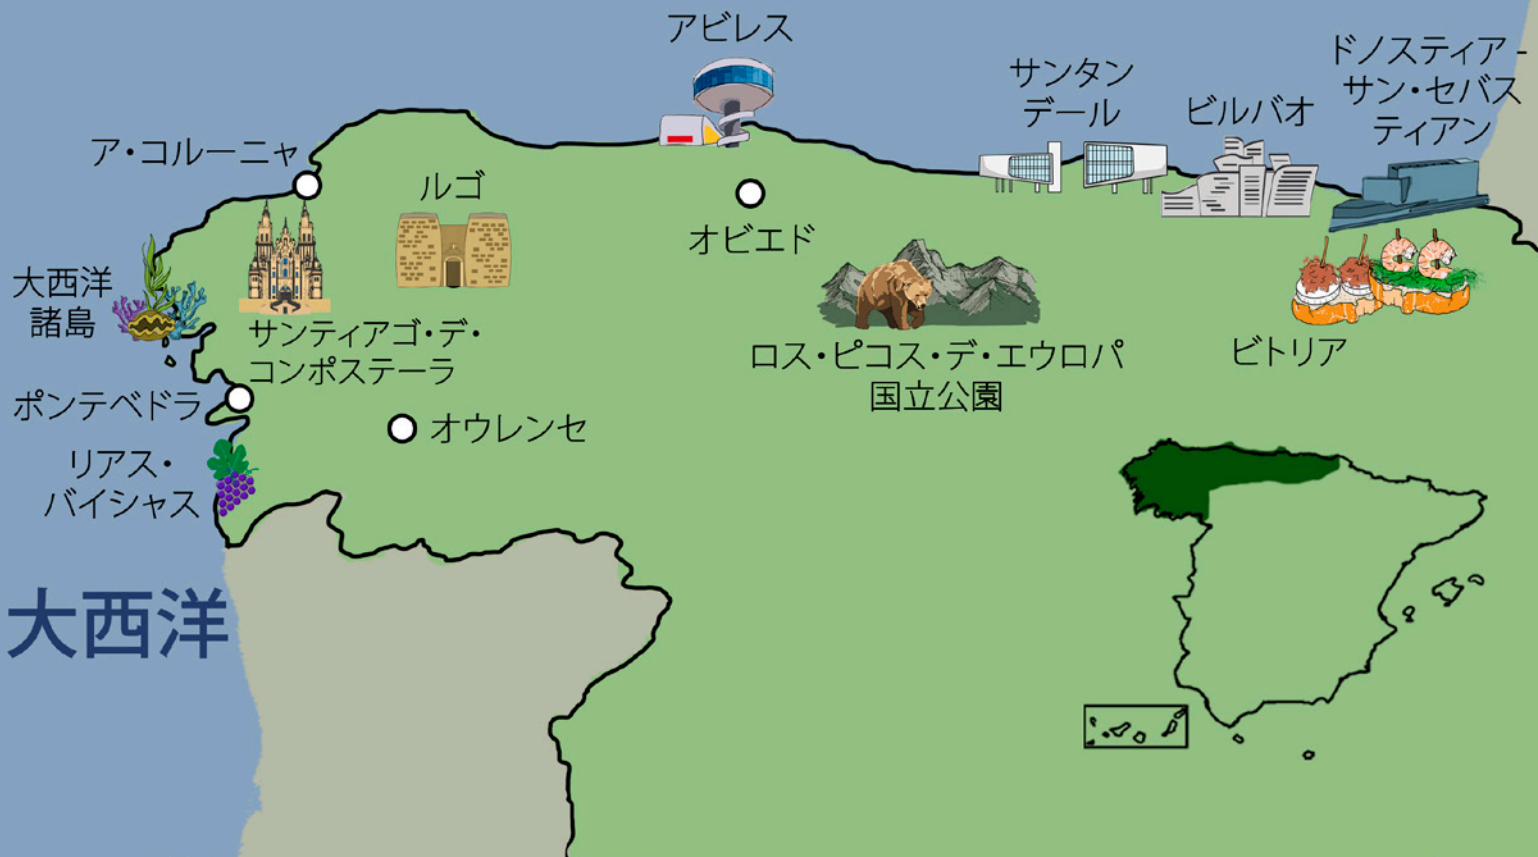 アビレス
ドノスティア -
サン・セバス
ティアン
サンタン
デール
ビルバオ
ア・コルーニャ
ルゴ
オビエド
大西洋
諸島
サンティアゴ・デ・
コンポステーラ
ロス・ピコス・デ・エウロパ
国立公園
ビトリア
ポンテベドラ
オウレンセ
リアス・
バイシャス
大西洋